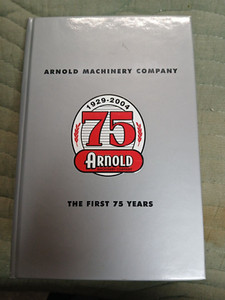 ARNOLD MACHINERY COMPANY
1929-2004
75
ARNOLD
THE FIRST 75 YEARS